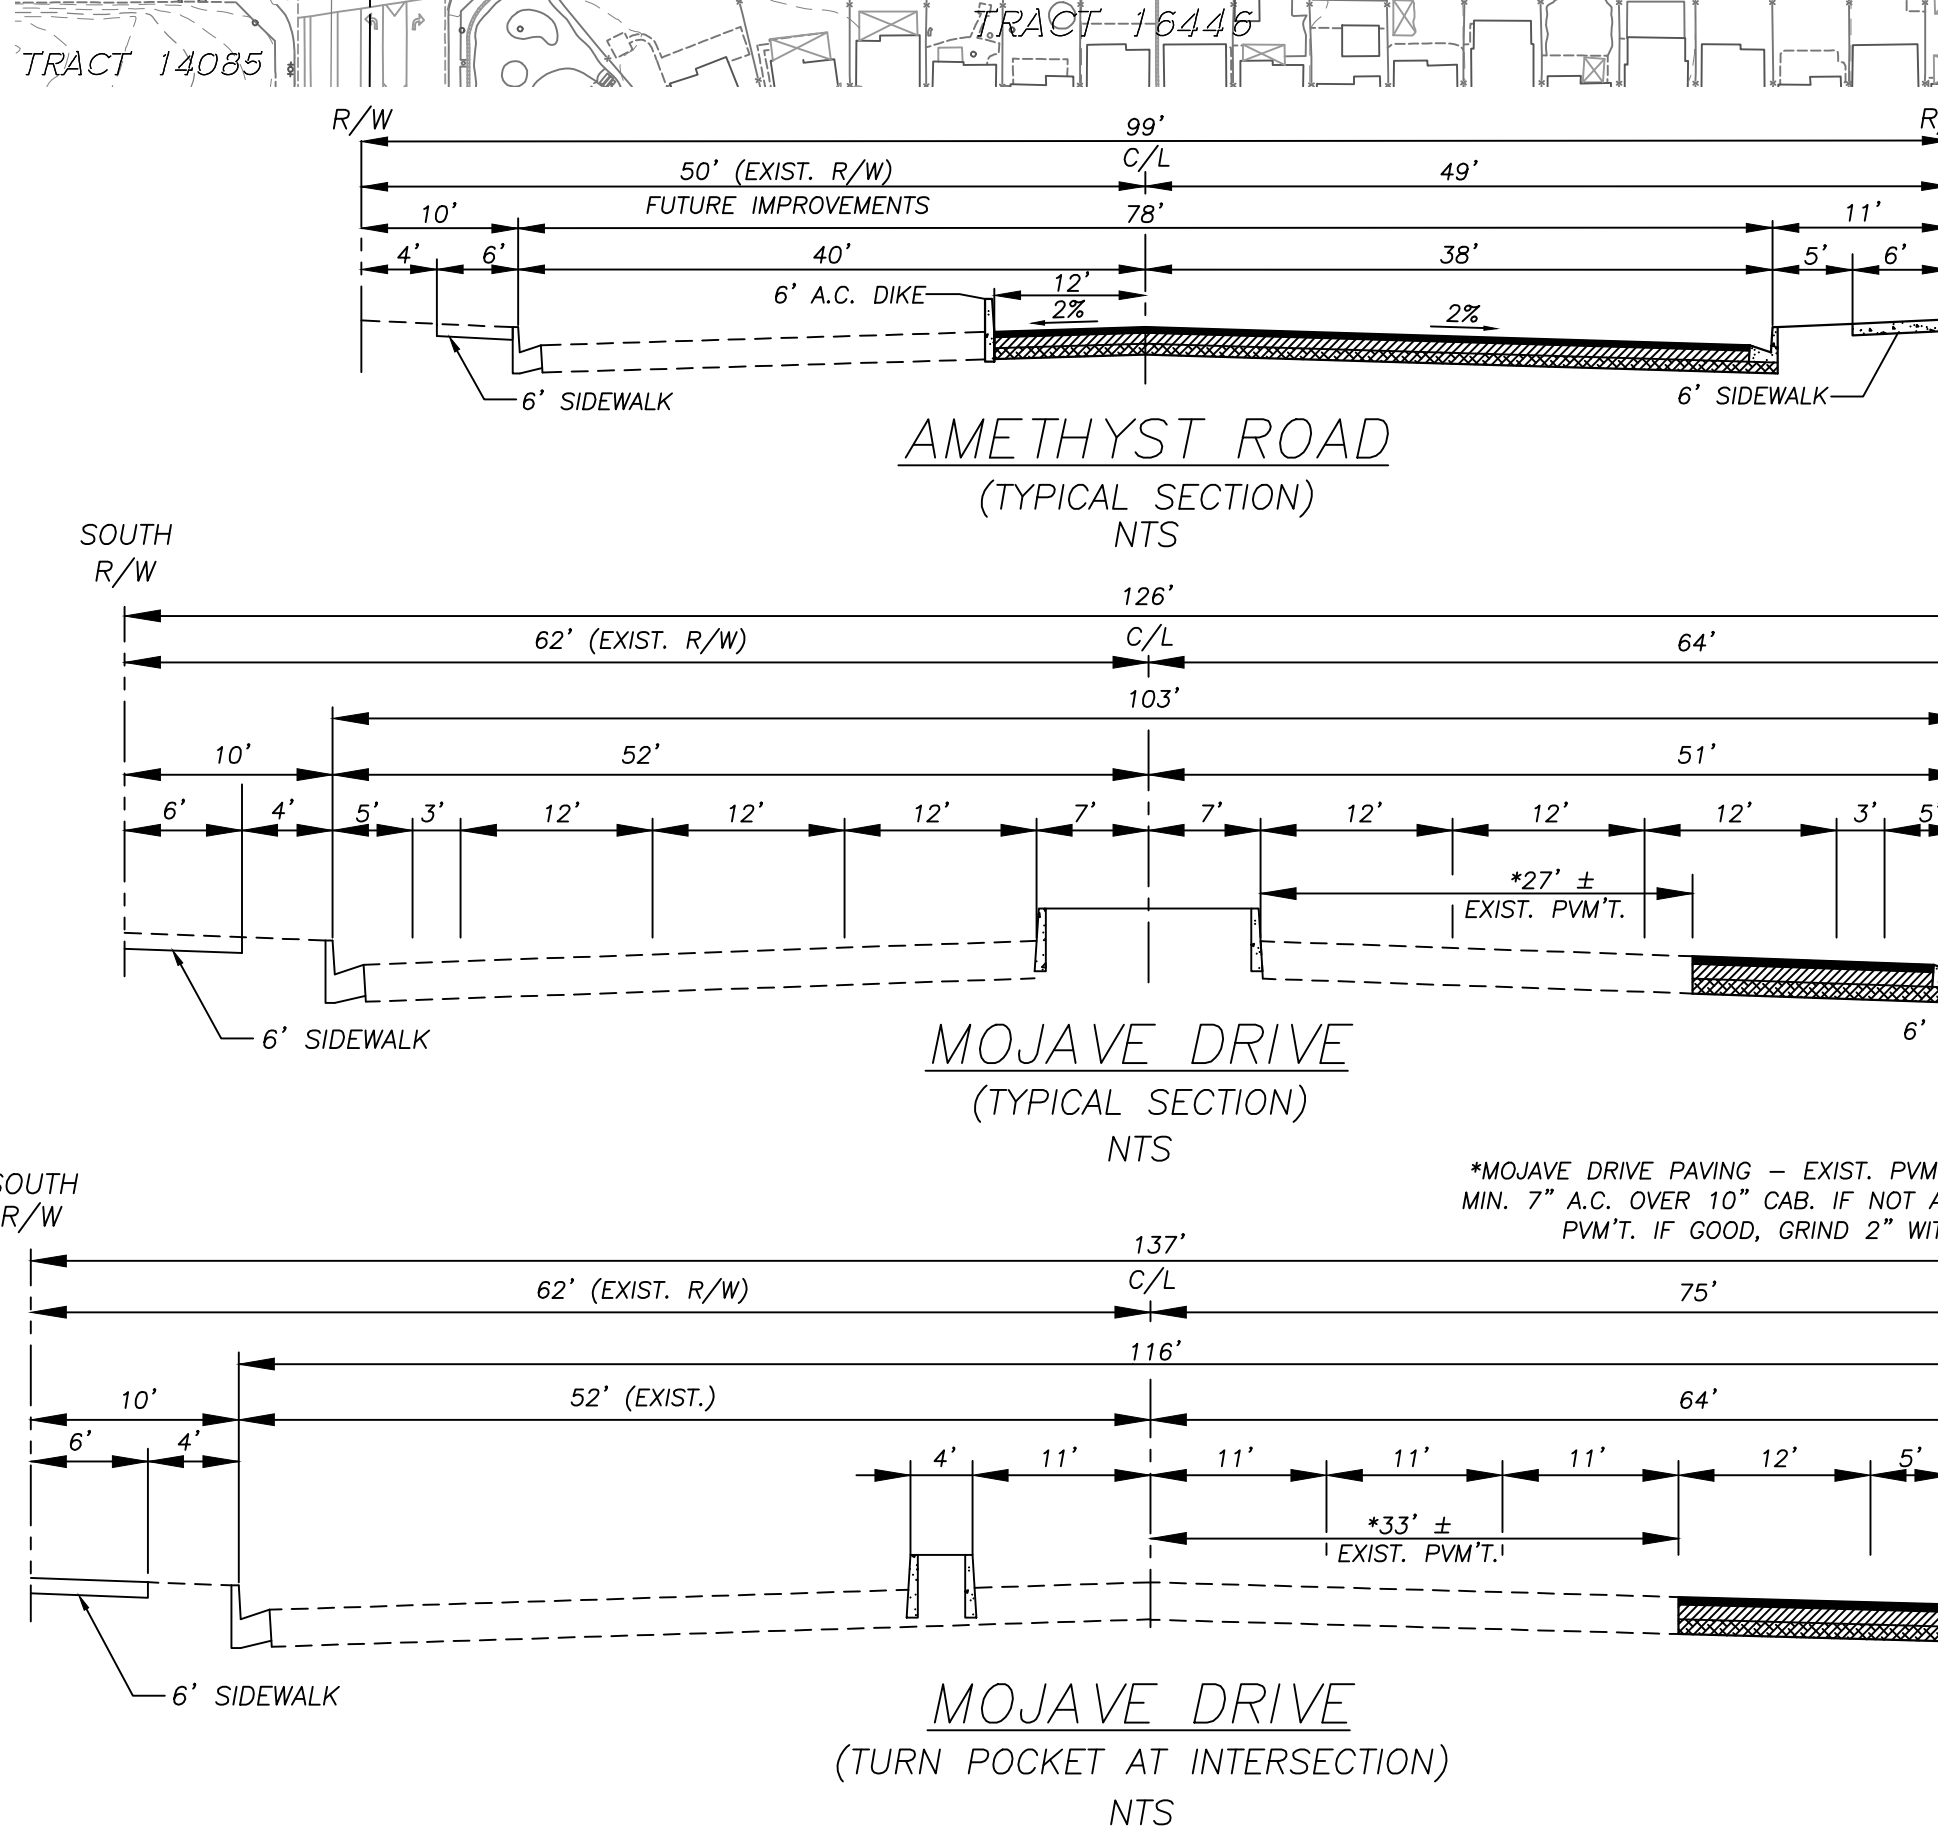 TRACT 16446
TRACT 14085
R/W
99'
C/L
50' (EXIST. R/W)
49'
FUTURE IMPROVEMENTS
10'
78'
11'
4'
6'
40'
38'
5'
6'
6' A.C. DIKE
12'
2%
2%
6' SIDEWALK
6' SIDEWALK
AMETHYST ROAD
(TYPICAL SECTION)
NTS
SOUTH
R/W
126'
62' (EXIST. R/W)
C/L
64'
103'
10'
52'
51'
6'
4'
5'
3'
12'
12'
12'
7'
7'
12'
12'
12'
3'
5'
*27' ±
EXIST. PVM'T.
6' SIDEWALK
6'
MOJAVE DRIVE
(TYPICAL SECTION)
NTS
*MOJAVE DRIVE PAVING – EXIST. PVM
MIN. 7" A.C. OVER 10" CAB. IF NOT
PVM'T. IF GOOD, GRIND 2"
SOUTH
R/W
137'
62' (EXIST. R/W)
C/L
75'
116'
10'
52' (EXIST.)
64'
6'
4'
4'
11'
11'
11'
11'
12'
5'
*33' ±
EXIST. PVM'T.
6' SIDEWALK
MOJAVE DRIVE
(TURN POCKET AT INTERSECTION)
NTS